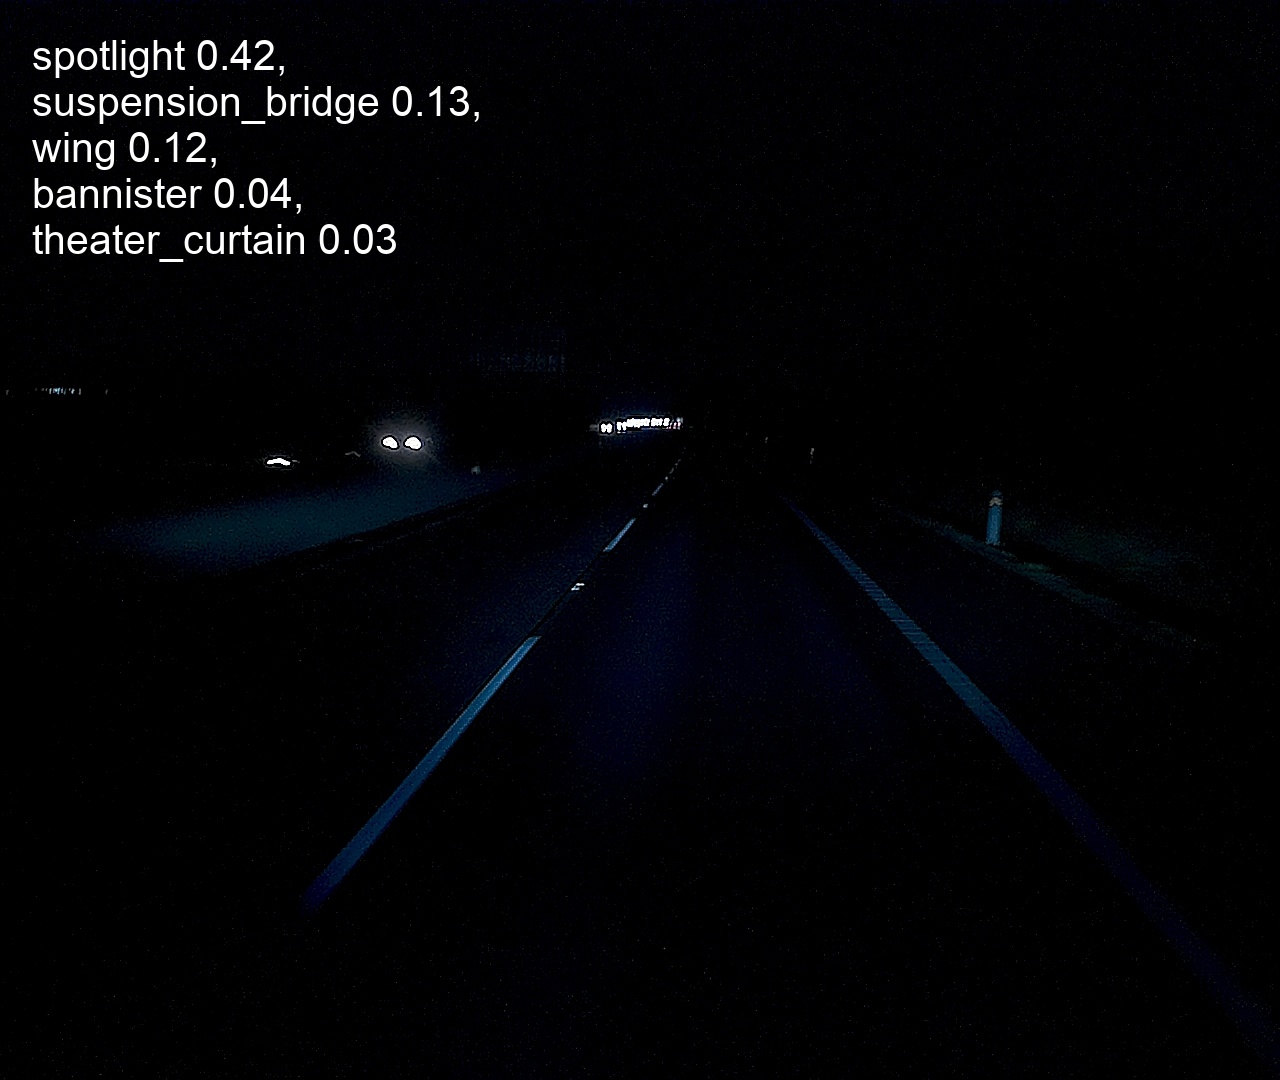 spotlight 0.42,
suspension_bridge 0.13,
wing 0.12,
bannister 0.04,
theater_curtain 0.03